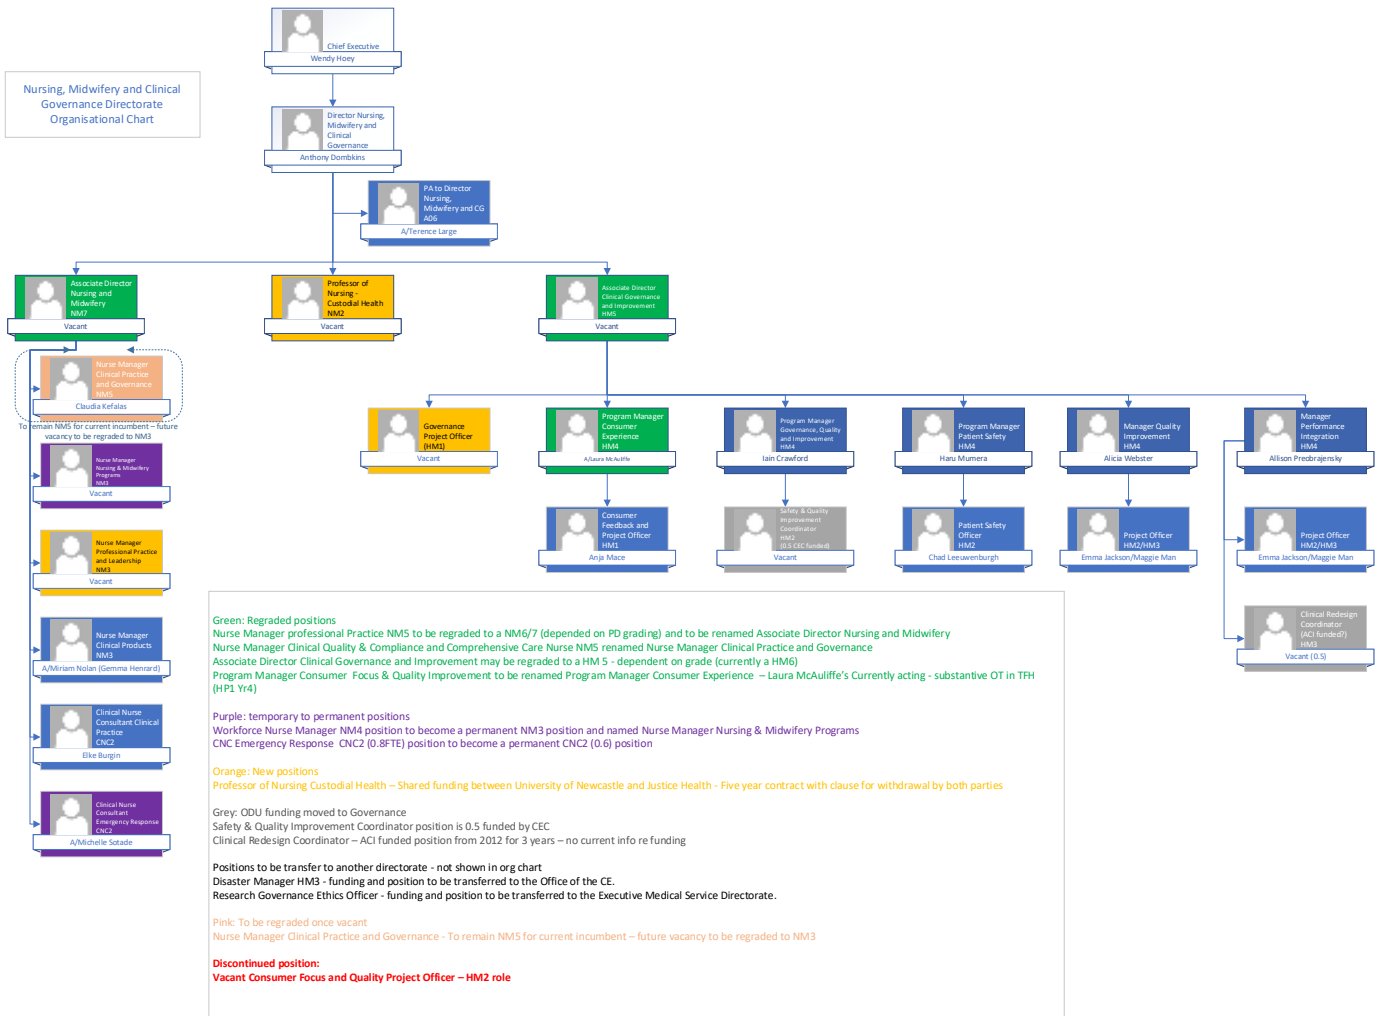 Chief Executive
Wendy Hoey
Nursing, Midwifery and Clinical
Governance Directorate
Organisational Chart
Director Nursing,
Midwifery and
Clinical
Governance
Anthony Dombkins
PA to Director
Nursing,
Midwifery and CG
A06
A/Terence Large
Associate Director
Nursing and
Midwifery
NM7
Vacant
Professor of
Nursing -
Custodial Health
NM2
Vacant
Associate Director
Clinical Governance
and Improvement
HM5
Vacant
Nurse Manager
Clinical Practice
and Governance
NM5
Claudia Kefalas
To remain NM5 for current incumbent – future
vacancy to be regraded to NM3
Nurse Manager
Nursing & Midwifery
Programs
NM3
Vacant
Nurse Manager
Professional Practice
and Leadership
NM3
Vacant
Nurse Manager
Clinical Products
NM3
A/Miriam Nolan (Gemma Henrard)
Clinical Nurse
Consultant Clinical
Practice
CNC2
Elke Burgin
Clinical Nurse
Consultant
Emergency Response
CNC2
A/Michelle Sotade
Governance
Project Officer
(HM1)
Vacant
Program Manager
Consumer
Experience
HM4
A/Laura McAuliffe
Program Manager
Governance, Quality
and Improvement
HM4
Iain Crawford
Program Manager
Patient Safety
HM4
Haru Mumera
Manager Quality
Improvement
HM4
Alicia Webster
Manager
Performance
Integration
HM4
Allison Preobrajensky
Consumer
Feedback and
Project Officer
HM1
Anja Mace
Safety & Quality
Improvement
Coordinator
HM2
(0.5 CEC funded)
Vacant
Patient Safety
Officer
HM2
Chad Leeuwenburgh
Project Officer
HM2/HM3
Emma Jackson/Maggie Man
Project Officer
HM2/HM3
Emma Jackson/Maggie Man
Clinical Redesign
Coordinator
(ACI funded?)
HM3
Vacant (0.5)
Green: Regraded positions
Nurse Manager professional Practice NM5 to be regraded to a NM6/7 (depended on PD grading) and to be renamed Associate Director Nursing and Midwifery
Nurse Manager Clinical Quality & Compliance and Comprehensive Care Nurse NM5 renamed Nurse Manager Clinical Practice and Governance
Associate Director Clinical Governance and Improvement may be regraded to a HM 5 - dependent on grade (currently a HM6)
Program Manager Consumer Focus & Quality Improvement to be renamed Program Manager Consumer Experience – Laura McAuliffe's Currently acting - substantive OT in TFH
(HP1 Yr4)
Purple: temporary to permanent positions
Workforce Nurse Manager NM4 position to become a permanent NM3 position and named Nurse Manager Nursing & Midwifery Programs
CNC Emergency Response CNC2 (0.8FTE) position to become a permanent CNC2 (0.6) position
Orange: New positions
Professor of Nursing Custodial Health – Shared funding between University of Newcastle and Justice Health - Five year contract with clause for withdrawal by both parties
Grey: ODU funding moved to Governance
Safety & Quality Improvement Coordinator position is 0.5 funded by CEC
Clinical Redesign Coordinator – ACI funded position from 2012 for 3 years – no current info re funding
Positions to be transfer to another directorate - not shown in org chart
Disaster Manager HM3 - funding and position to be transferred to the Office of the CE.
Research Governance Ethics Officer - funding and position to be transferred to the Executive Medical Service Directorate.
Pink: To be regraded once vacant
Nurse Manager Clinical Practice and Governance - To remain NM5 for current incumbent – future vacancy to be regraded to NM3
Discontinued position:
Vacant Consumer Focus and Quality Project Officer – HM2 role